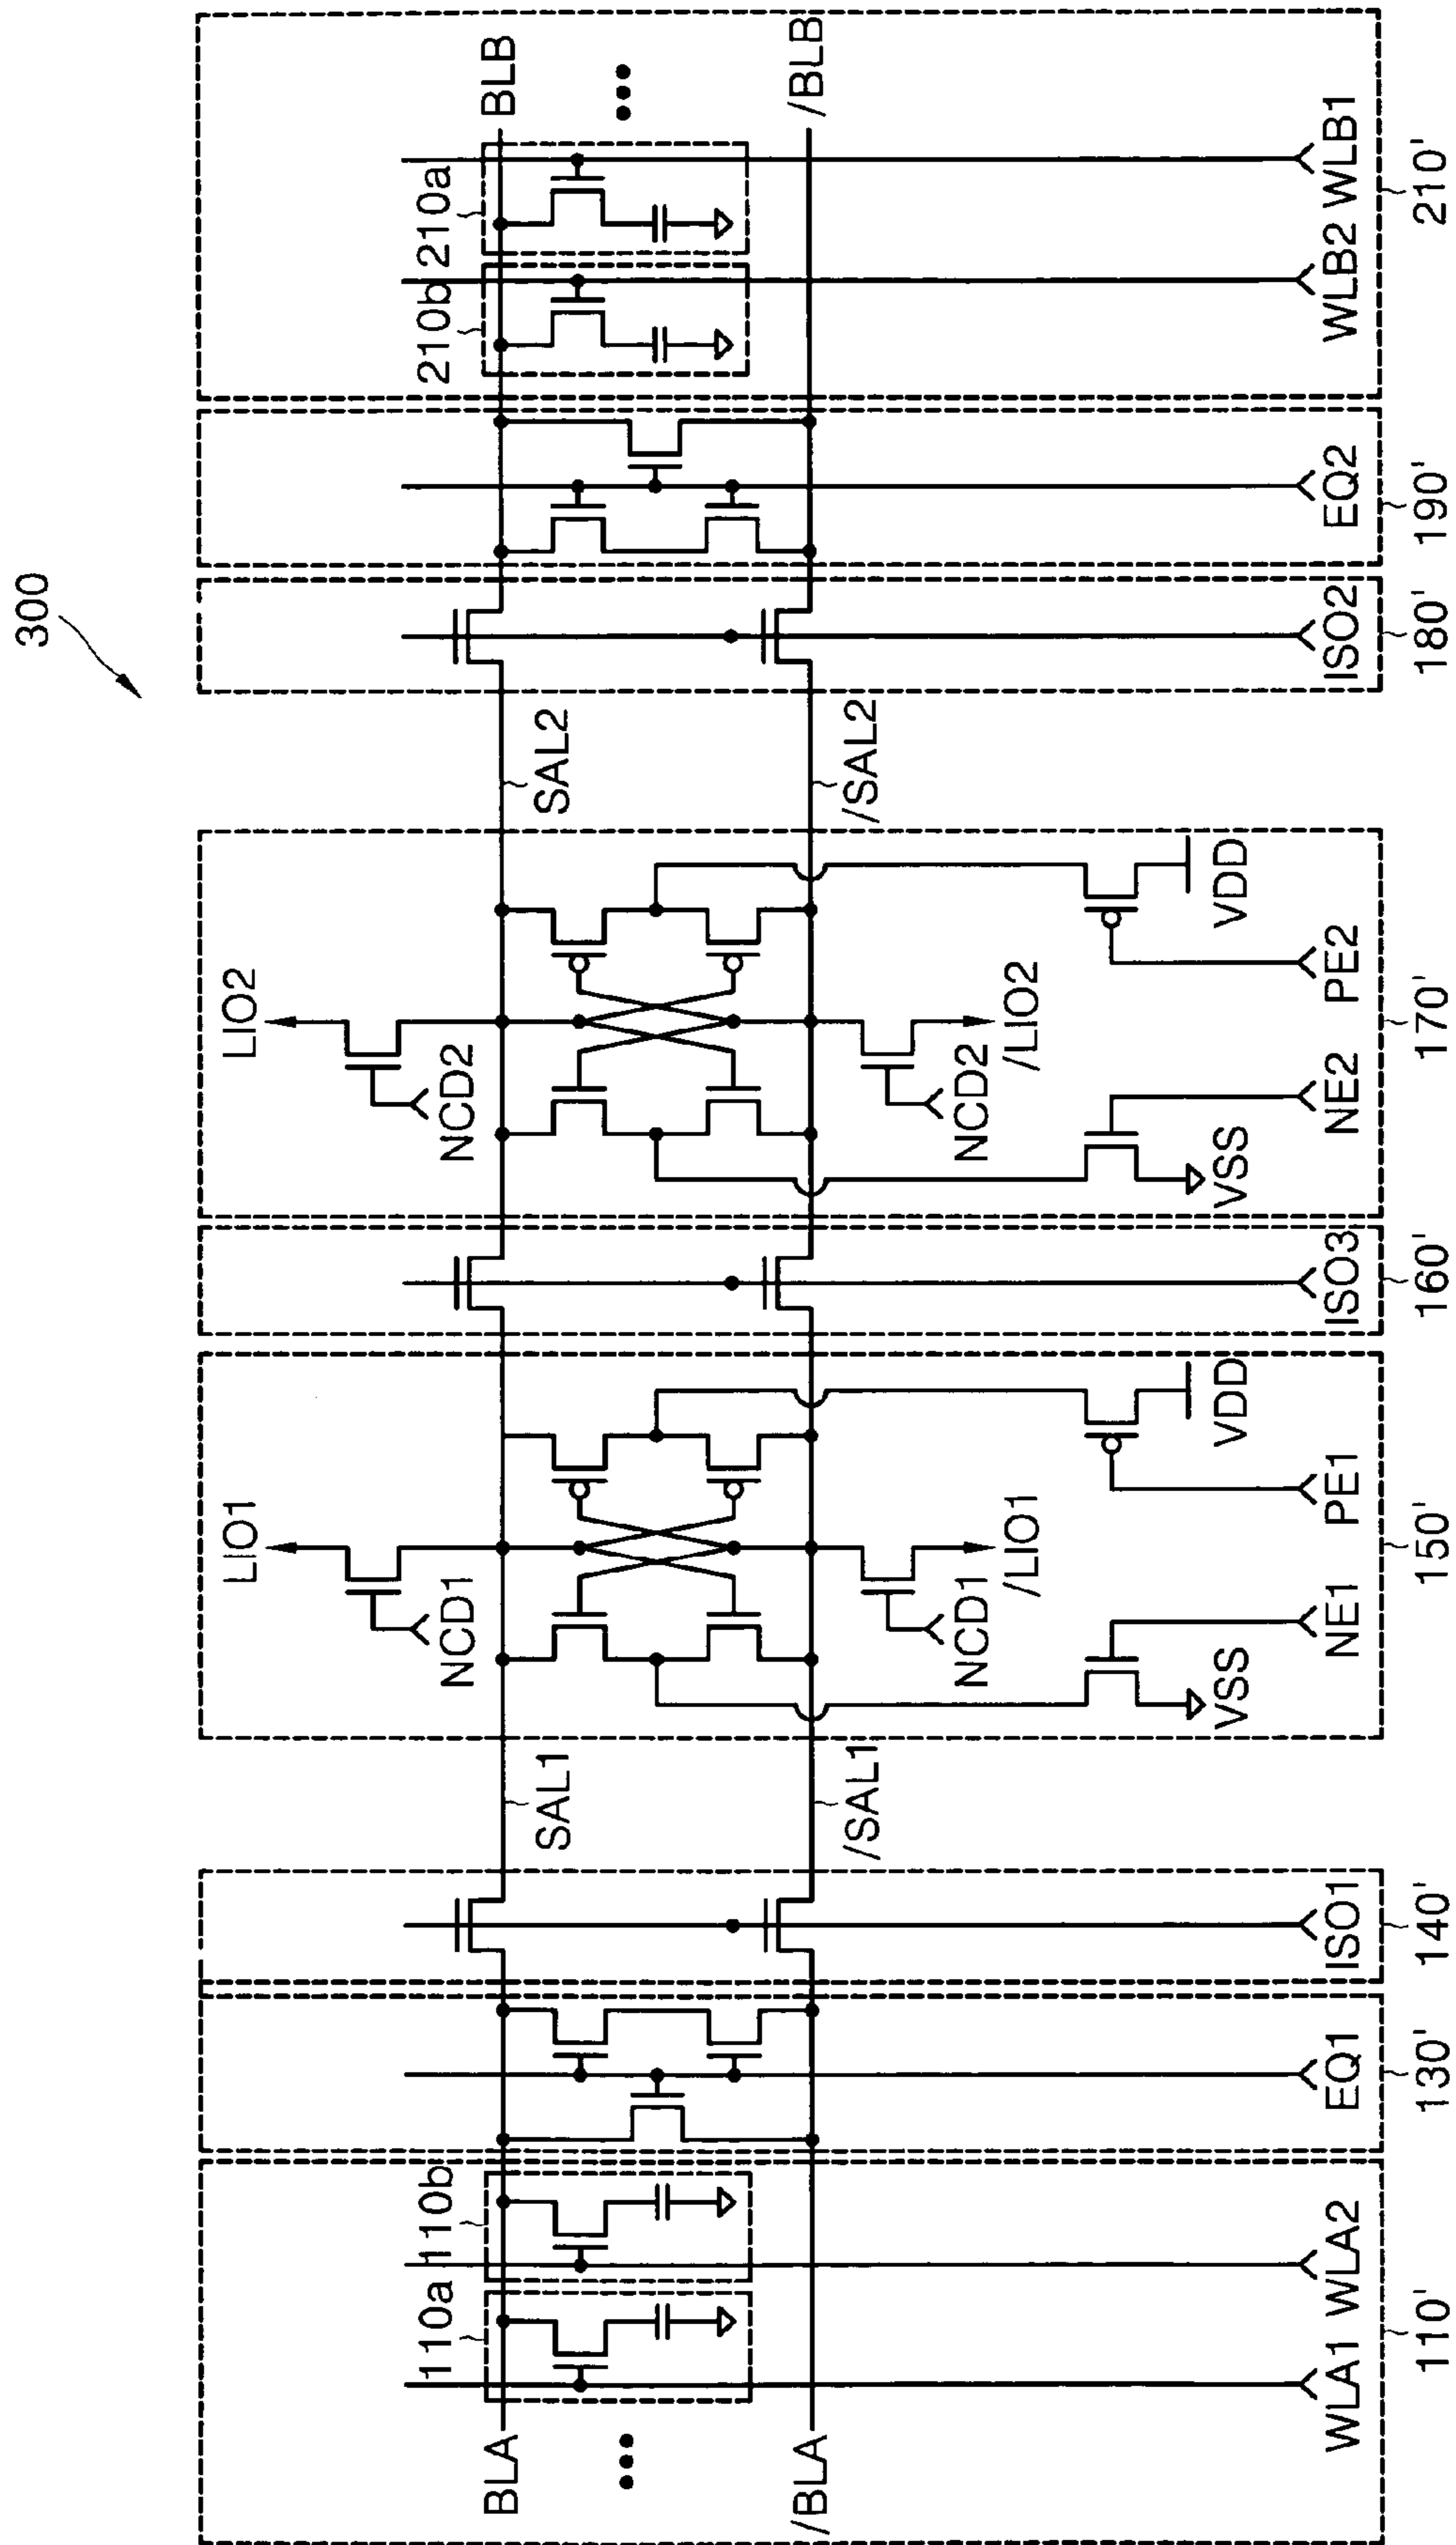 300
BLA
/BLA
110a
110b
WLA1
WLA2
110'
EQ1
130'
ISO1
140'
SAL1
/SAL1
LIO1
NCD1
NCD1
/LIO1
VSS
VDD
NE1
PE1
150'
ISO3
160'
LIO2
NCD2
NCD2
/LIO2
VSS
VDD
NE2
PE2
170'
SAL2
/SAL2
ISO2
180'
EQ2
190'
210b
210a
BLB
/BLB
WLB2
WLB1
210'